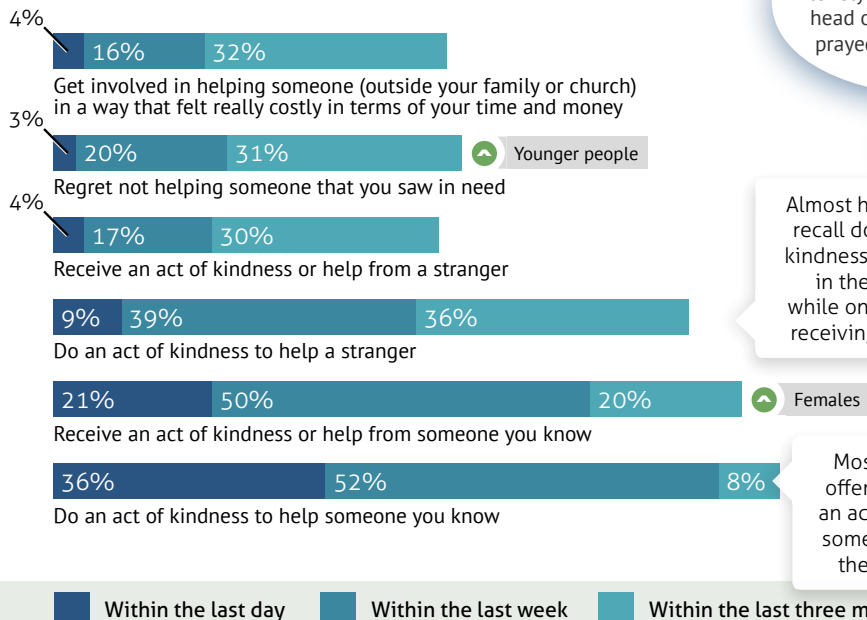 lonely
head o
prayed
4%
16% 32%
Get involved in helping someone (outside your family or church)
in a way that felt really costly in terms of your time and money
3%
20% 31% Younger people
Regret not helping someone that you saw in need
4%
17% 30%
Receive an act of kindness or help from a stranger
9% 39% 36%
Do an act of kindness to help a stranger
Almost h
recall do
kindness
in the
while on
receiving
21% 50% 20% Females
Receive an act of kindness or help from someone you know
36% 52% 8%
Do an act of kindness to help someone you know
Mos
offer
an ac
some
the
Within the last day Within the last week Within the last three m